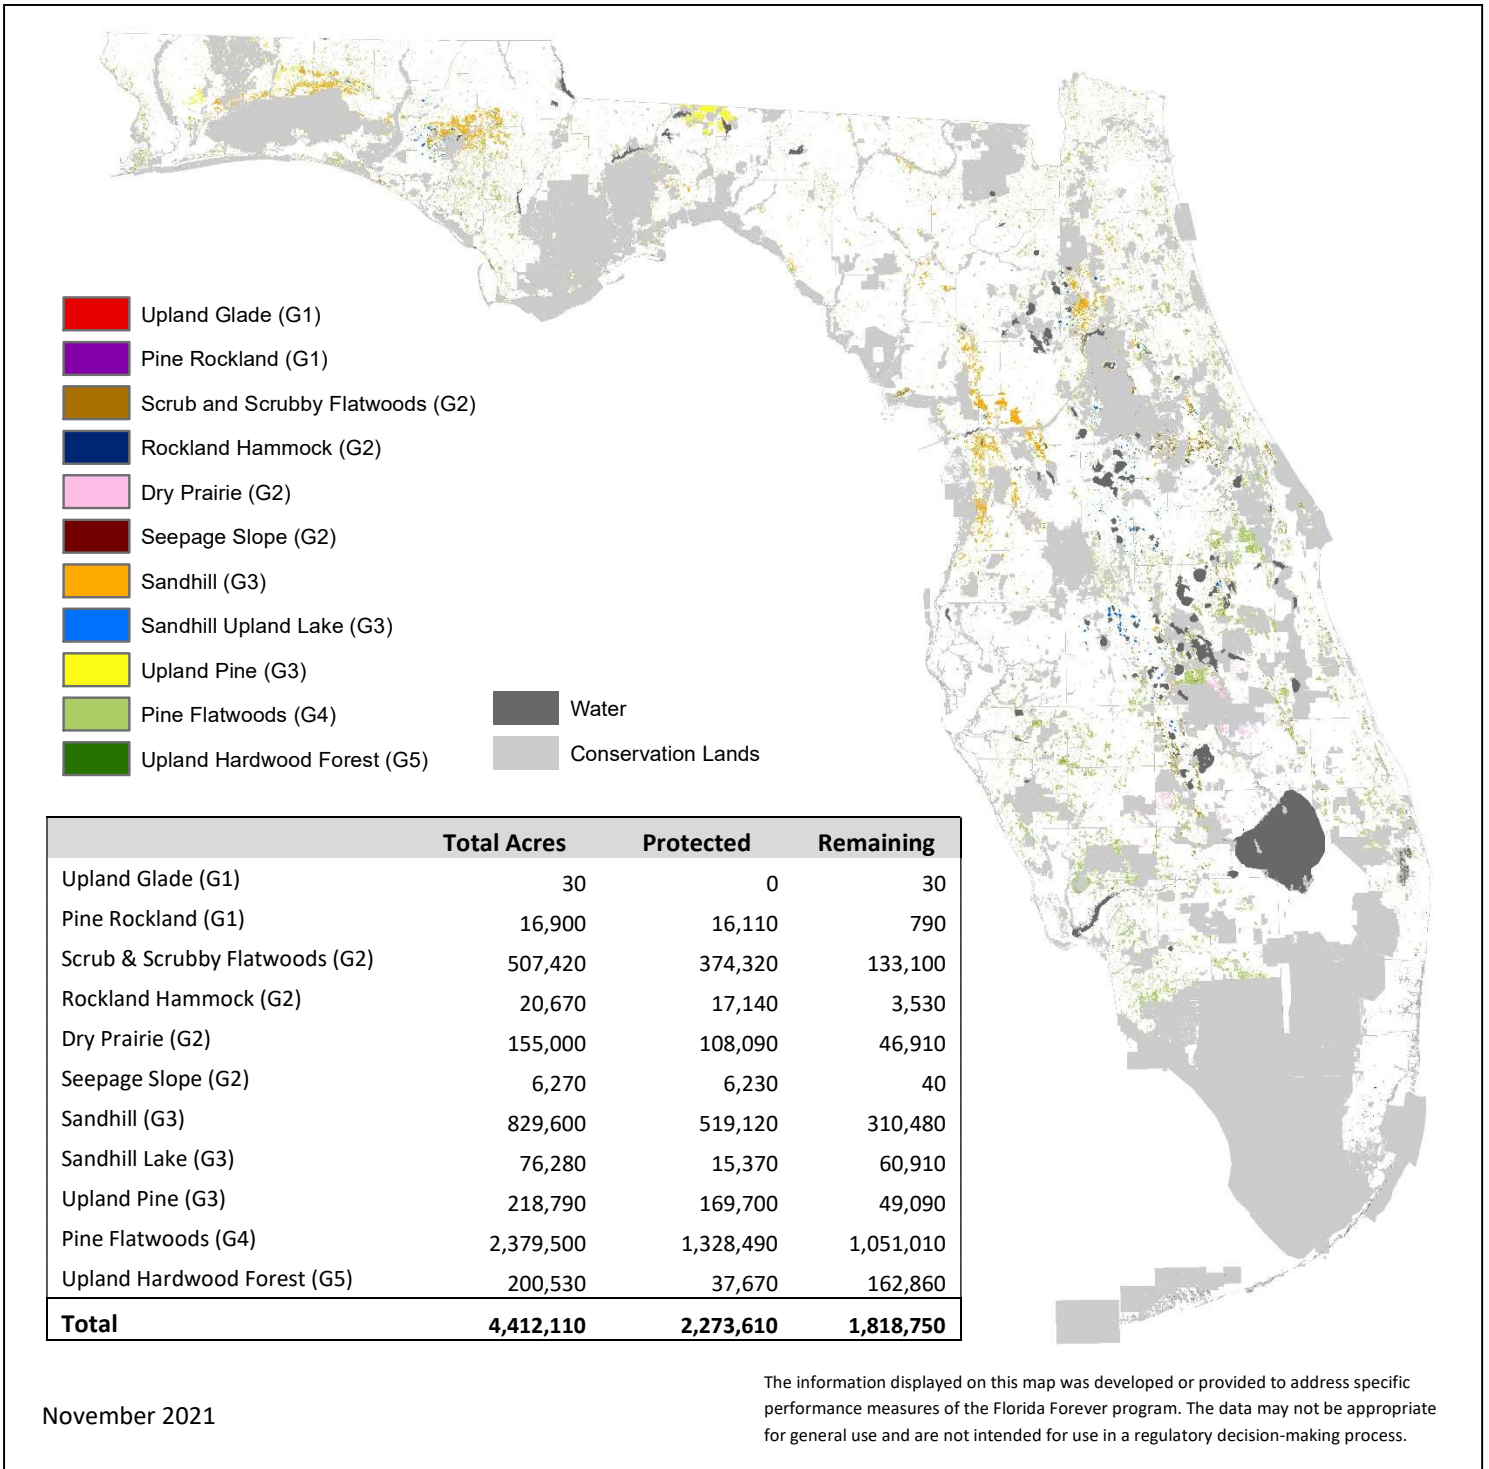 Upland Glade (G1)
Pine Rockland (G1)
Scrub and Scrubby Flatwoods (G2)
Rockland Hammock (G2)
Dry Prairie (G2)
Seepage Slope (G2)
Sandhill (G3)
Sandhill Upland Lake (G3)
Upland Pine (G3)
Pine Flatwoods (G4)
Upland Hardwood Forest (G5)
Water
Conservation Lands
Total Acres Protected Remaining
Upland Glade (G1) 30 0 30
Pine Rockland (G1) 16,900 16,110 790
Scrub & Scrubby Flatwoods (G2) 507,420 374,320 133,100
Rockland Hammock (G2) 20,670 17,140 3,530
Dry Prairie (G2) 155,000 108,090 46,910
Seepage Slope (G2) 6,270 6,230 40
Sandhill (G3) 829,600 519,120 310,480
Sandhill Lake (G3) 76,280 15,370 60,910
Upland Pine (G3) 218,790 169,700 49,090
Pine Flatwoods (G4) 2,379,500 1,328,490 1,051,010
Upland Hardwood Forest (G5) 200,530 37,670 162,860
Total 4,412,110 2,273,610 1,818,750
November 2021
The information displayed on this map was developed or provided to address specific
performance measures of the Florida Forever program. The data may not be appropriate
for general use and are not intended for use in a regulatory decision-making process.